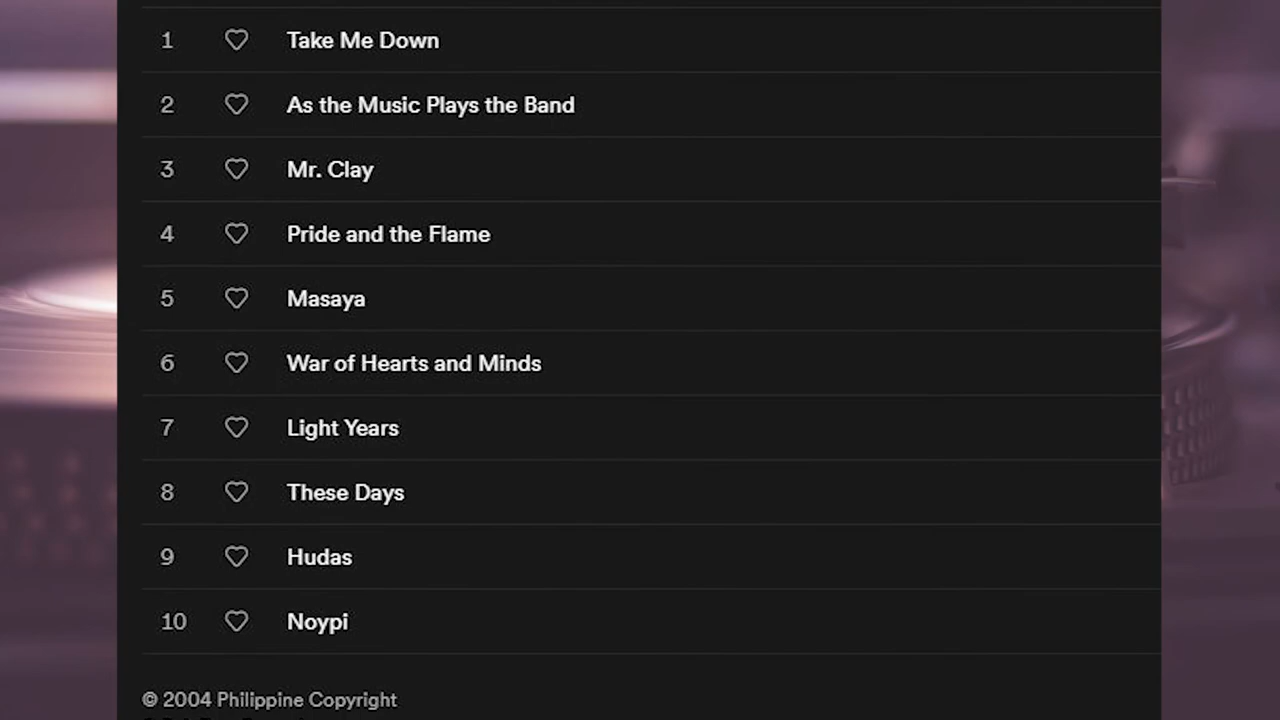 1 Take Me Down
2 As the Music Plays the Band
3 Mr. Clay
4 Pride and the Flame
5 Masaya
6 War of Hearts and Minds
7 Light Years
8 These Days
9 Hudas
10 Noypi
© 2004 Philippine Copyright